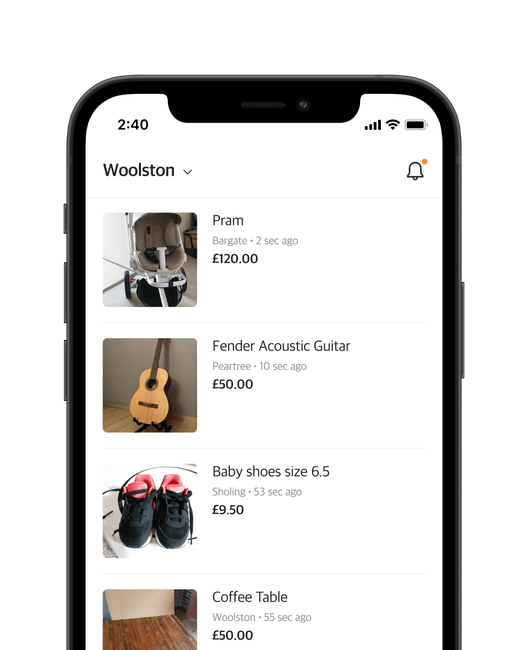 2:40
Woolston
Pram
Bargate • 2 sec ago
£120.00
Fender Acoustic Guitar
Peartree • 10 sec ago
£50.00
Baby shoes size 6.5
Sholing • 53 sec ago
£9.50
Coffee Table
Woolston • 55 sec ago
£50.00